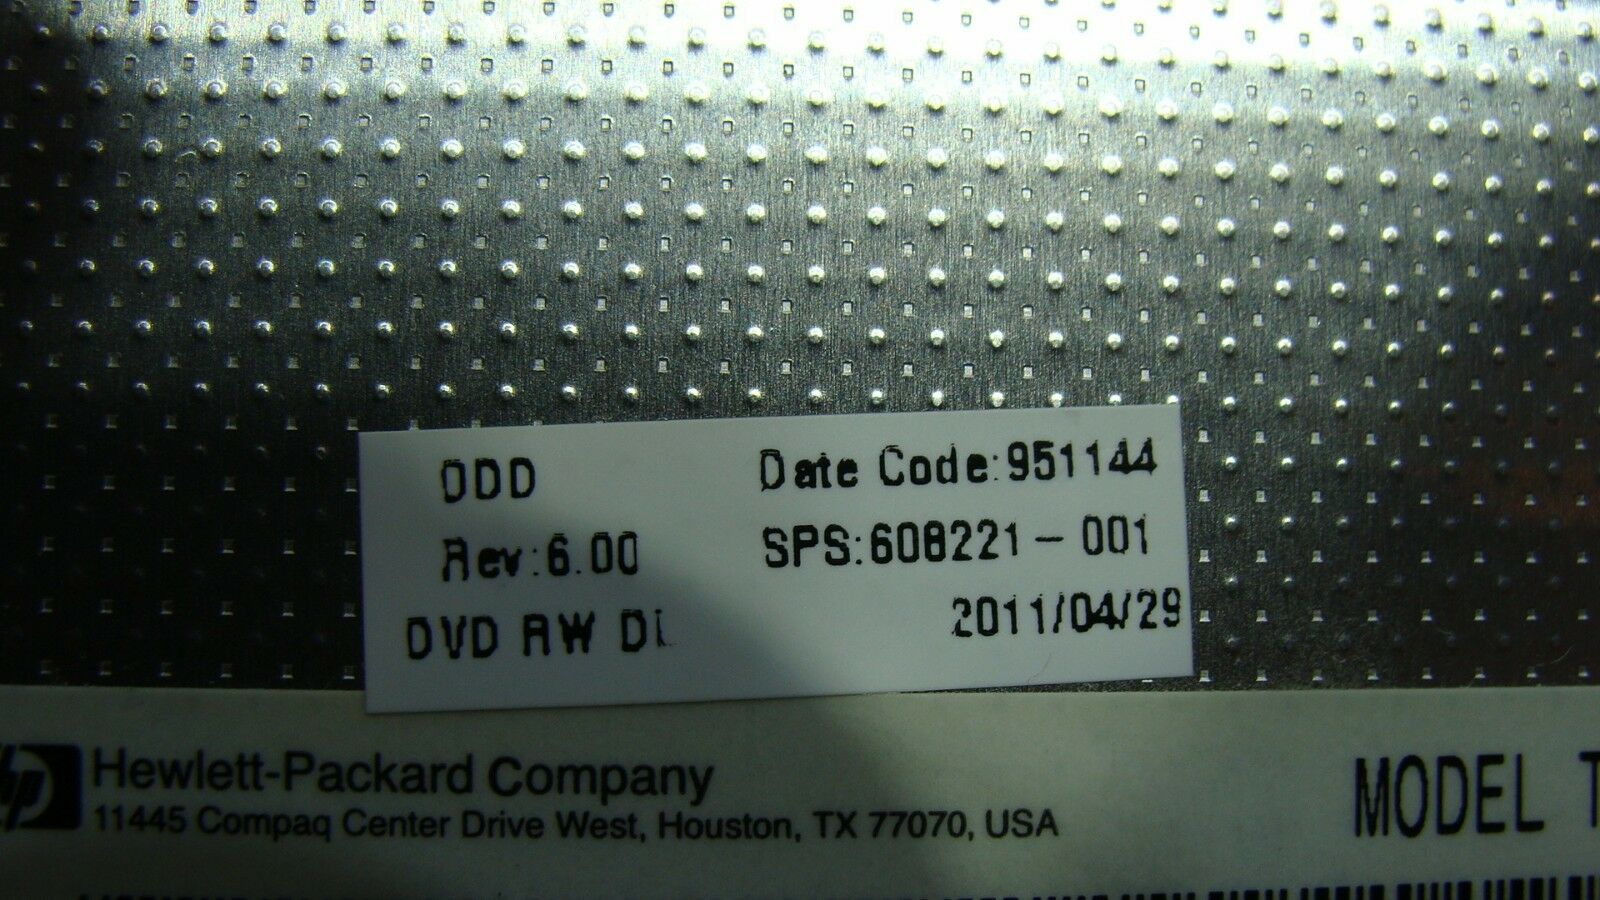 ODD Date Code:951144
Rev:6.00 SPS:608221-001
DVD RW DL 2011/04/29
hp Hewlett-Packard Company
11445 Compaq Center Drive West, Houston, TX 77070, USA
MODEL T